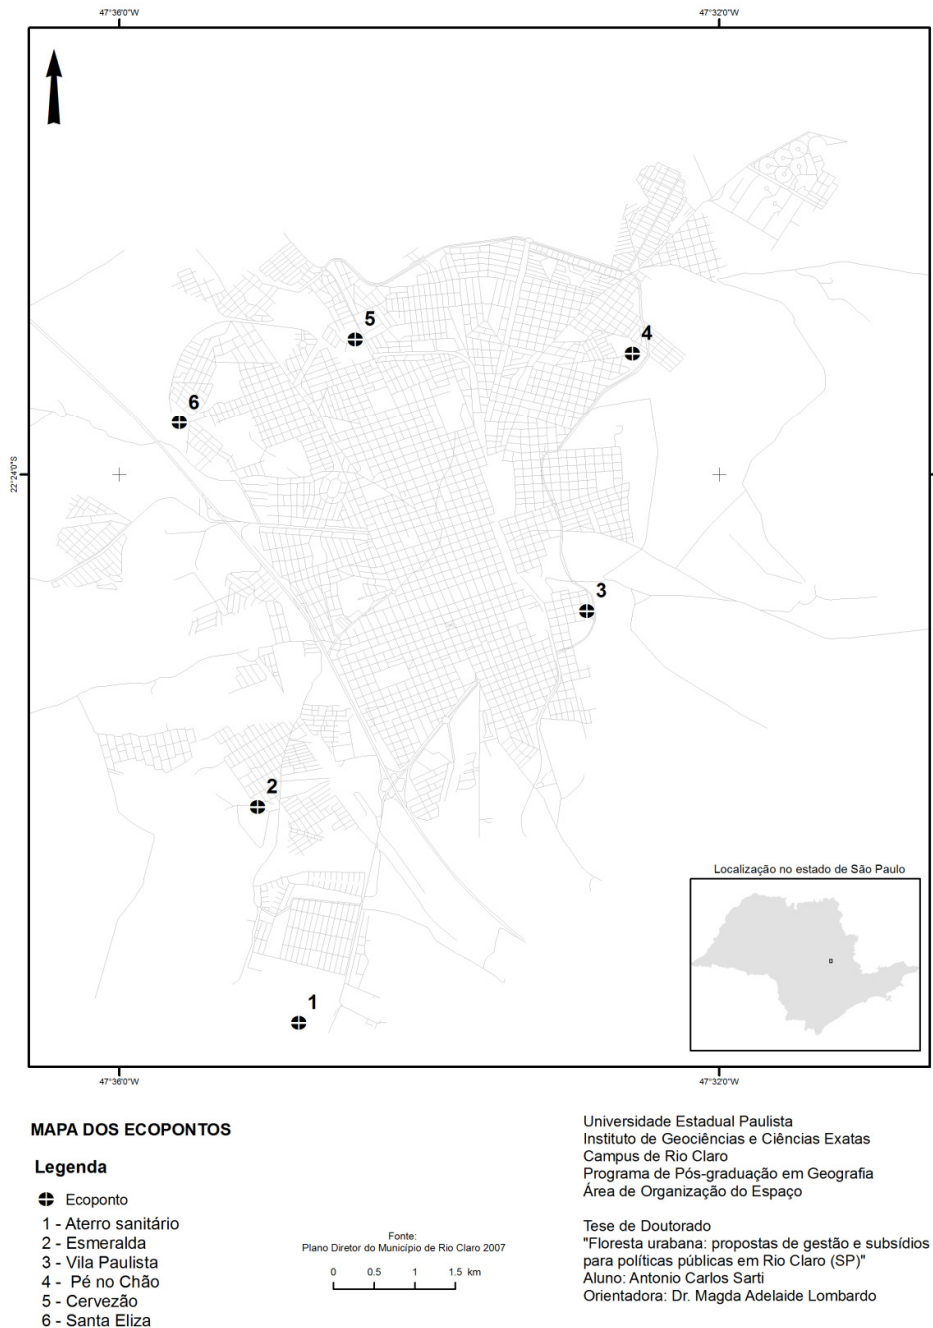 47°36'0"W
47°32'0"W
5
4
6
22°24'0"S
3
2
Localização no estado de São Paulo
1
47°36'0"W
47°32'0"W
MAPA DOS ECOPONTOS
Legenda
Ecoponto
1 - Aterro sanitário
2 - Esmeralda
3 - Vila Paulista
4 - Pé no Chão
5 - Cervezão
6 - Santa Eliza
Fonte:
Plano Diretor do Município de Rio Claro 2007
0 0.5 1 1.5 km
Universidade Estadual Paulista
Instituto de Geociências e Ciências Exatas
Campus de Rio Claro
Programa de Pós-graduação em Geografia
Área de Organização do Espaço
Tese de Doutorado
"Floresta urabana: propostas de gestão e subsídios
para políticas públicas em Rio Claro (SP)"
Aluno: Antonio Carlos Sarti
Orientadora: Dr. Magda Adelaide Lombardo